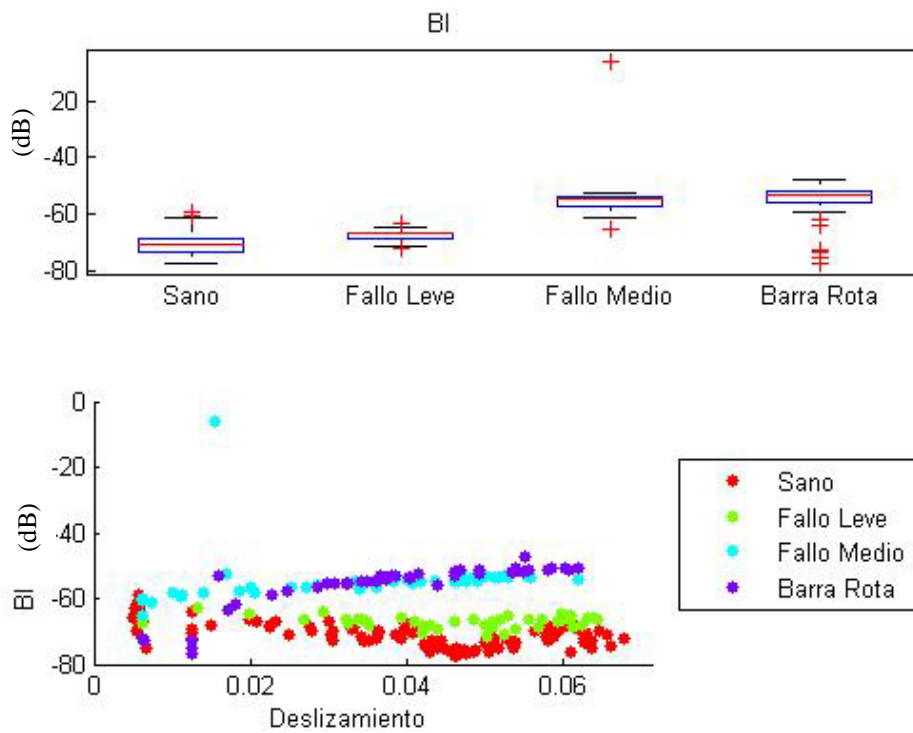 BI
(dB)
20
-40
-60
-80
Sano
Fallo Leve
Fallo Medio
Barra Rota
0
-20
-40
-60
-80
BI (dB)
0
0.02
0.04
0.06
Deslizamiento
Sano
Fallo Leve
Fallo Medio
Barra Rota